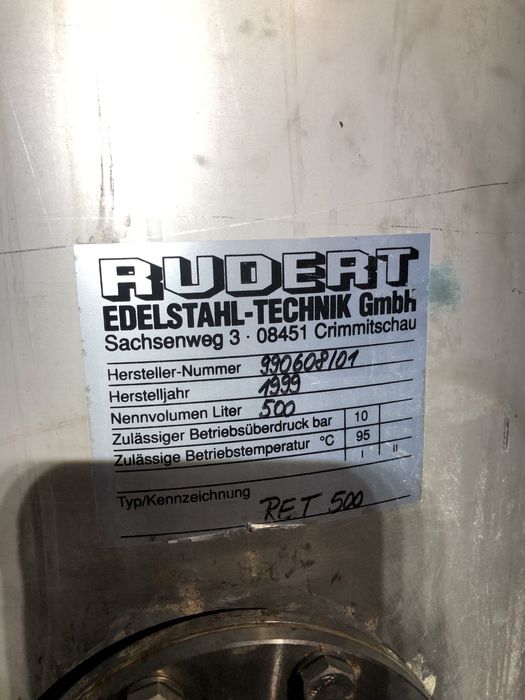 RUDERT
EDELSTAHL-TECHNIK GmbH
Sachsenweg 3 · 08451 Crimmitschau
Hersteller-Nummer 990608/01
Herstelljahr 1999
Nennvolumen Liter 500
Zulässiger Betriebsüberdruck bar 10
Zulässige Betriebstemperatur °C 95
I II
Typ/Kennzeichnung RET 500